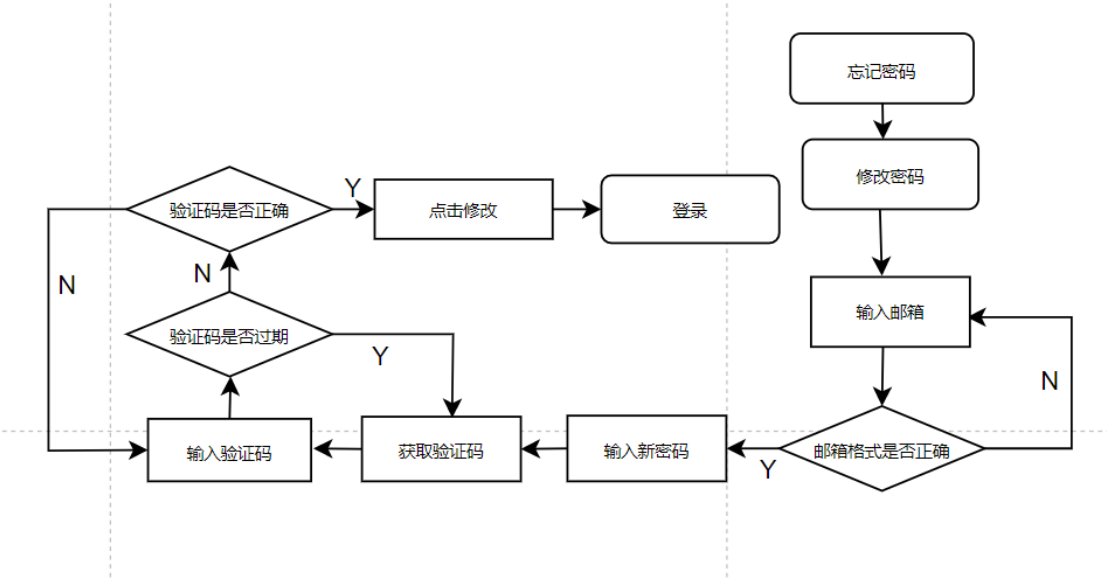 忘记密码
修改密码
输入邮箱
N
邮箱格式是否正确
Y
输入新密码
获取验证码
输入验证码
验证码是否过期
Y
N
验证码是否正确
N
Y
点击修改
登录